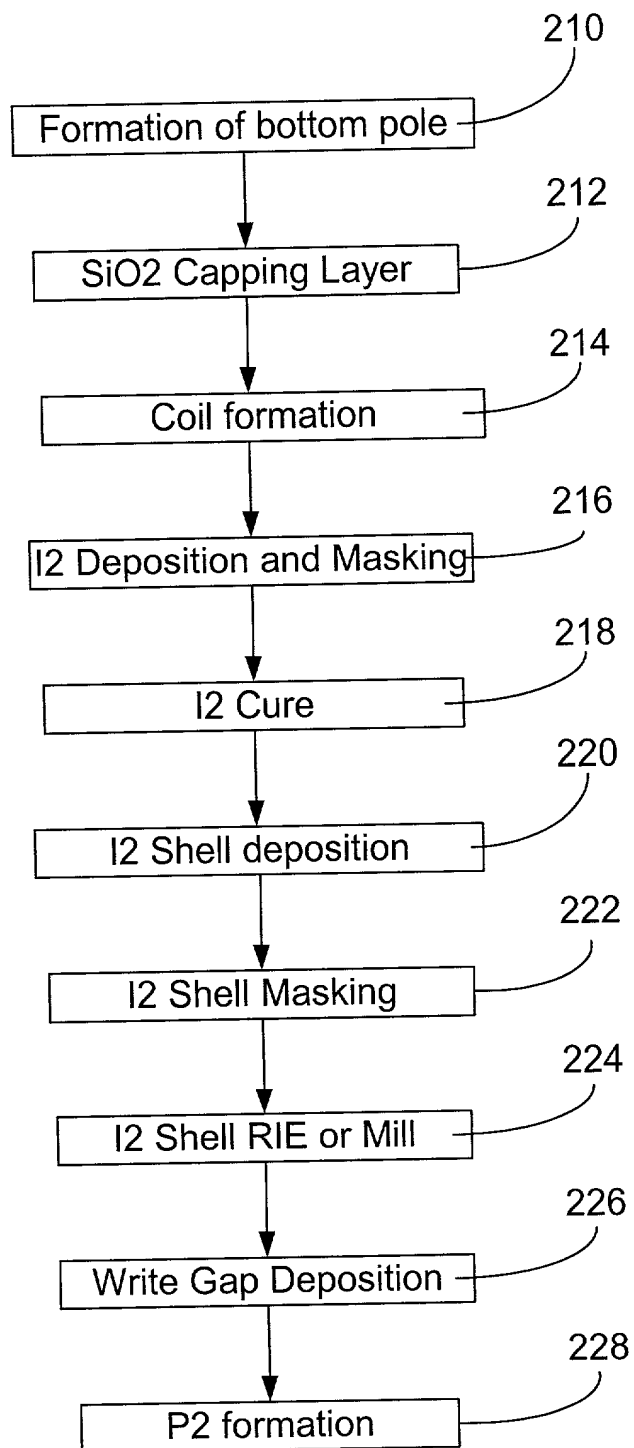 210
Formation of bottom pole
212
SiO2 Capping Layer
214
Coil formation
216
I2 Deposition and Masking
218
I2 Cure
220
I2 Shell deposition
222
I2 Shell Masking
224
I2 Shell RIE or Mill
226
Write Gap Deposition
228
P2 formation